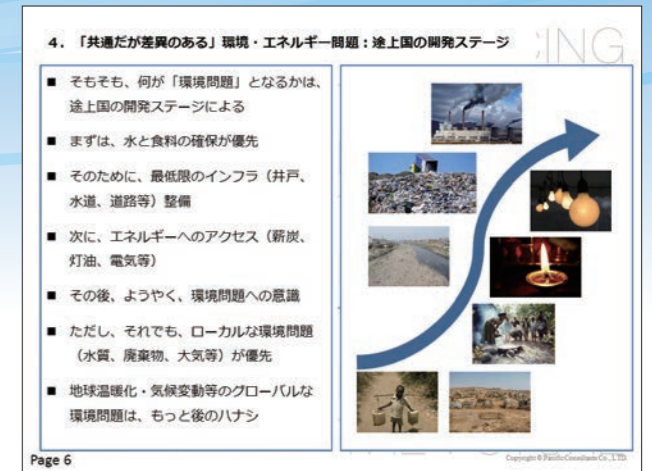 ４．「共通だが差異のある」環境・エネルギー問題：途上国の開発ステージ
ING
■ そもそも、何が「環境問題」となるかは、
途上国の開発ステージによる
■ まずは、水と食料の確保が優先
■ そのために、最低限のインフラ（井戸、
水道、道路等）整備
■ 次に、エネルギーへのアクセス（薪炭、
灯油、電気等）
■ その後、ようやく、環境問題への意識
■ ただし、それでも、ローカルな環境問題
（水質、廃棄物、大気等）が優先
■ 地球温暖化・気候変動等のグローバルな
環境問題は、もっと後のハナシ
Page 6
Copyright © Pacific Consultants Co., LTD.